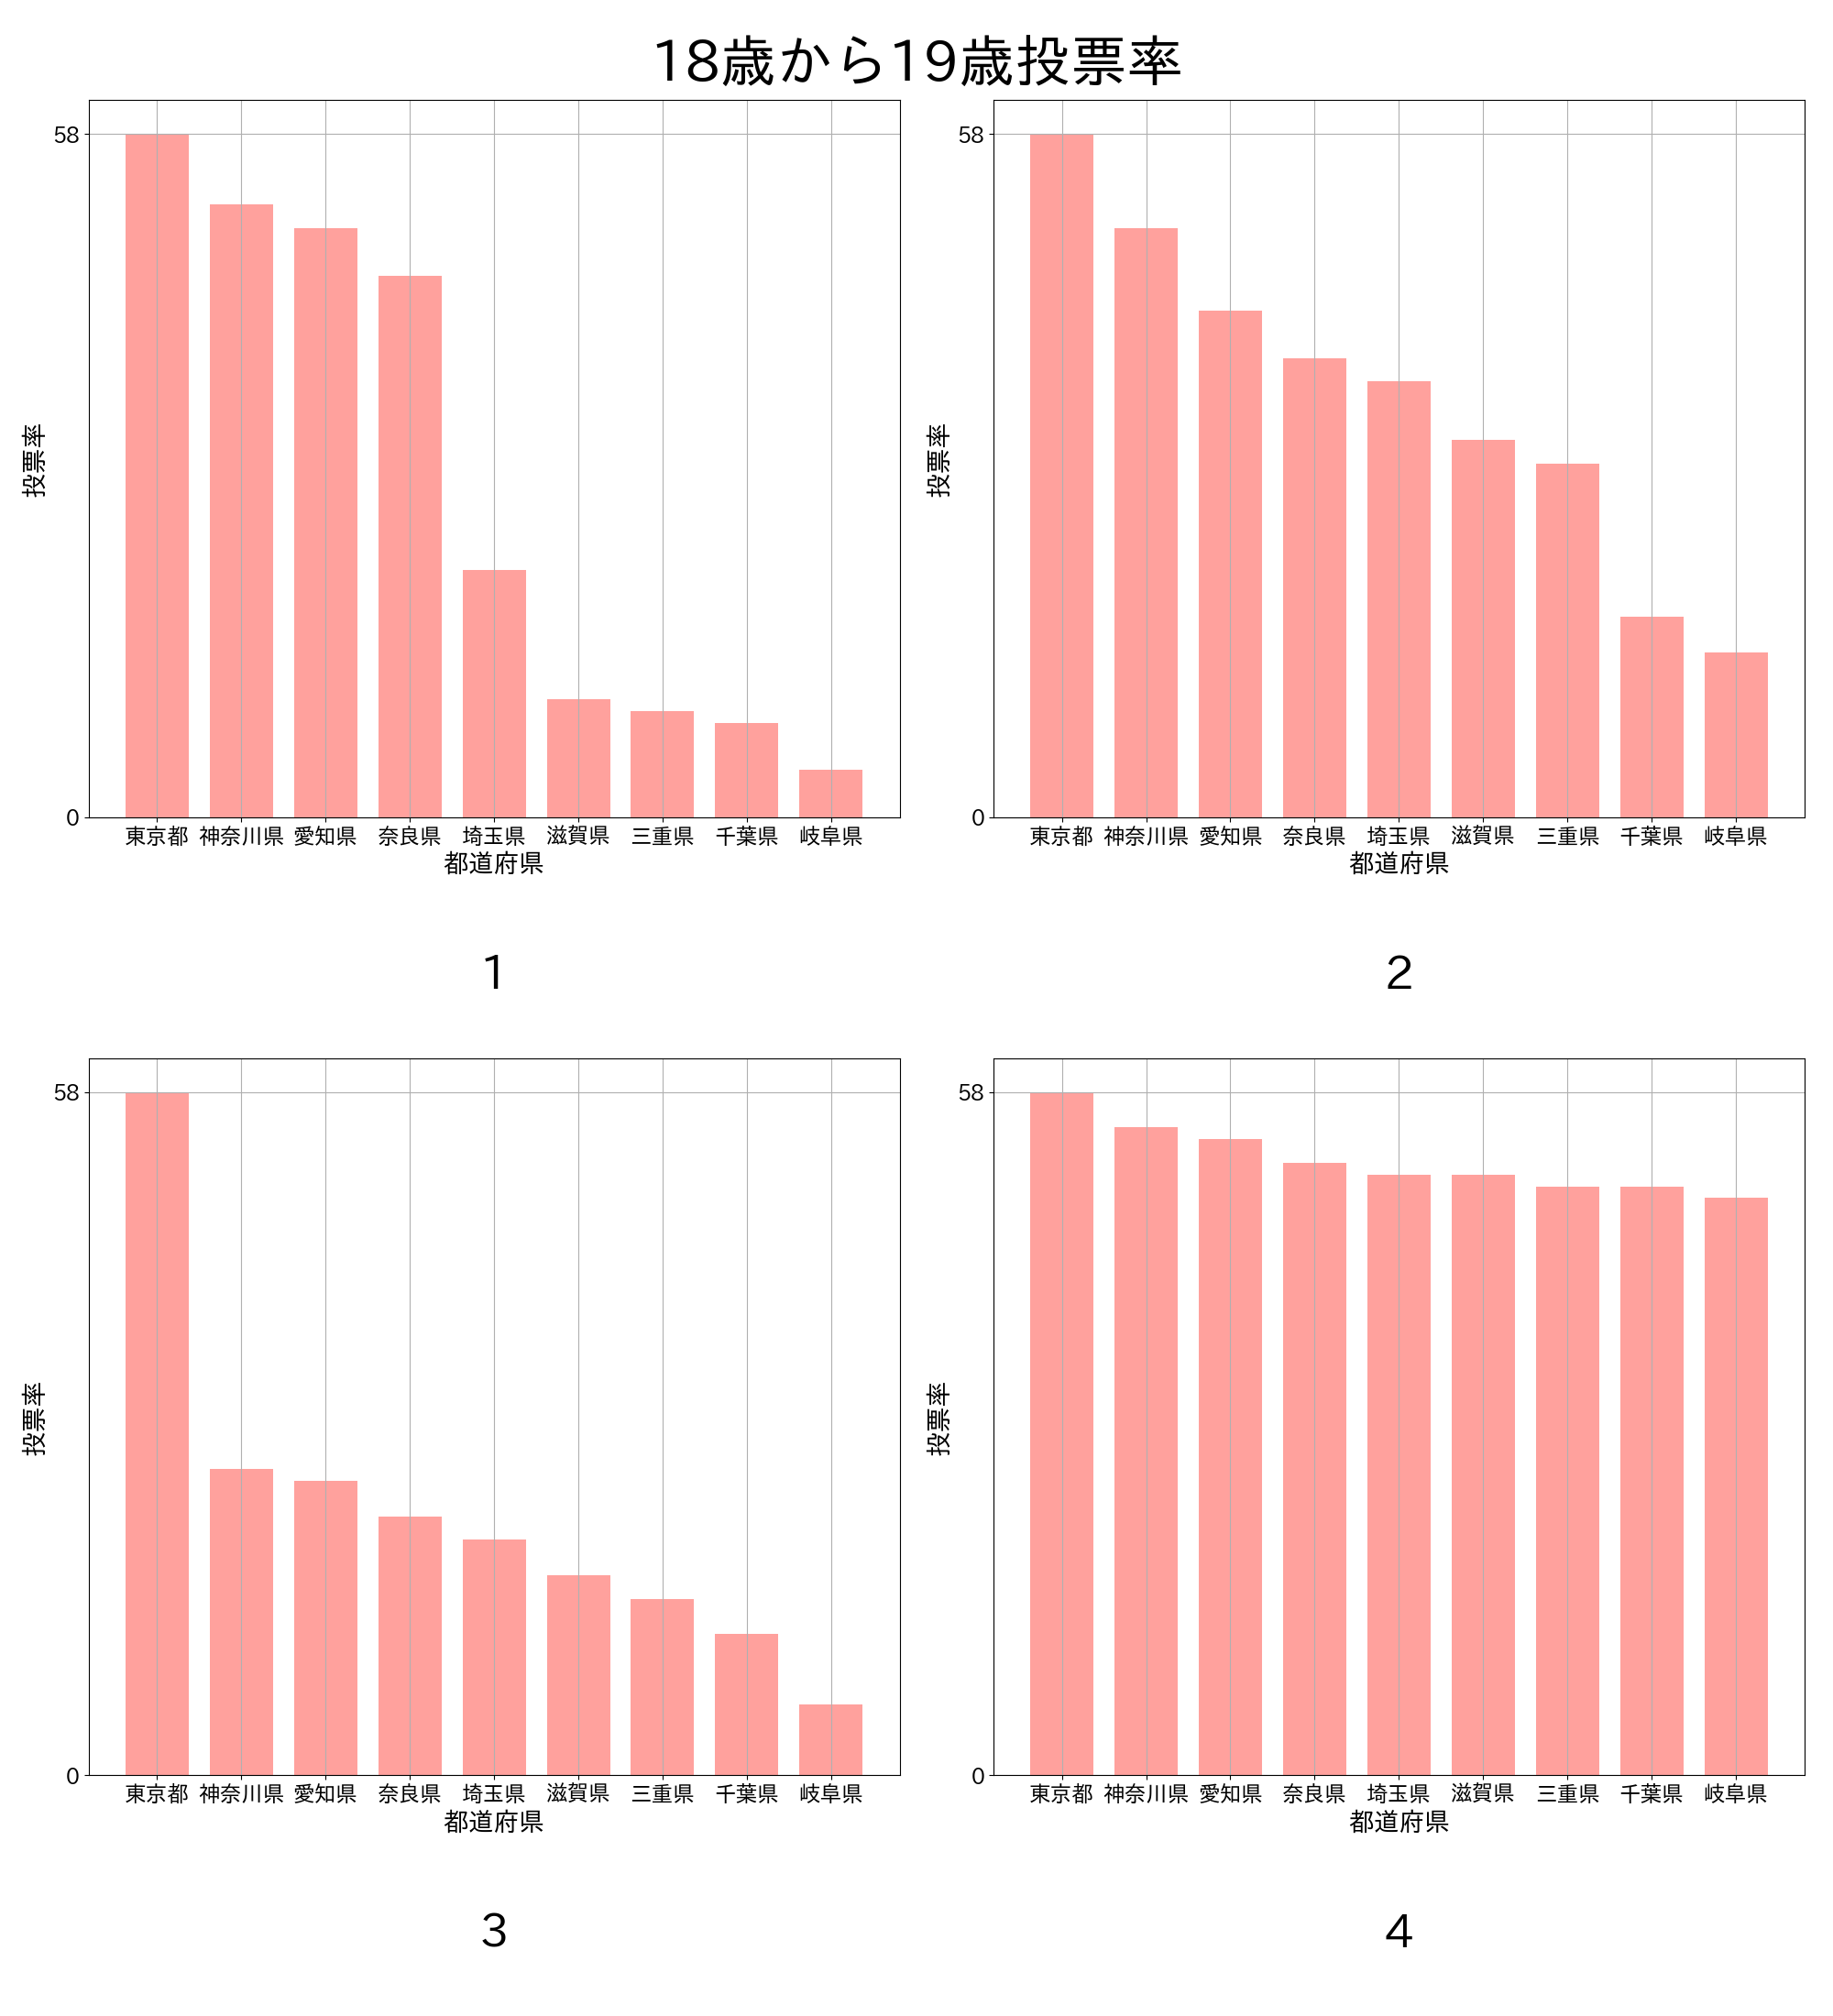 18歳から19歳投票率
58
0
投票率
東京都 神奈川県 愛知県 奈良県 埼玉県 滋賀県 三重県 千葉県 岐阜県
都道府県
1
58
0
投票率
東京都 神奈川県 愛知県 奈良県 埼玉県 滋賀県 三重県 千葉県 岐阜県
都道府県
2
58
0
投票率
東京都 神奈川県 愛知県 奈良県 埼玉県 滋賀県 三重県 千葉県 岐阜県
都道府県
3
58
0
投票率
東京都 神奈川県 愛知県 奈良県 埼玉県 滋賀県 三重県 千葉県 岐阜県
都道府県
4